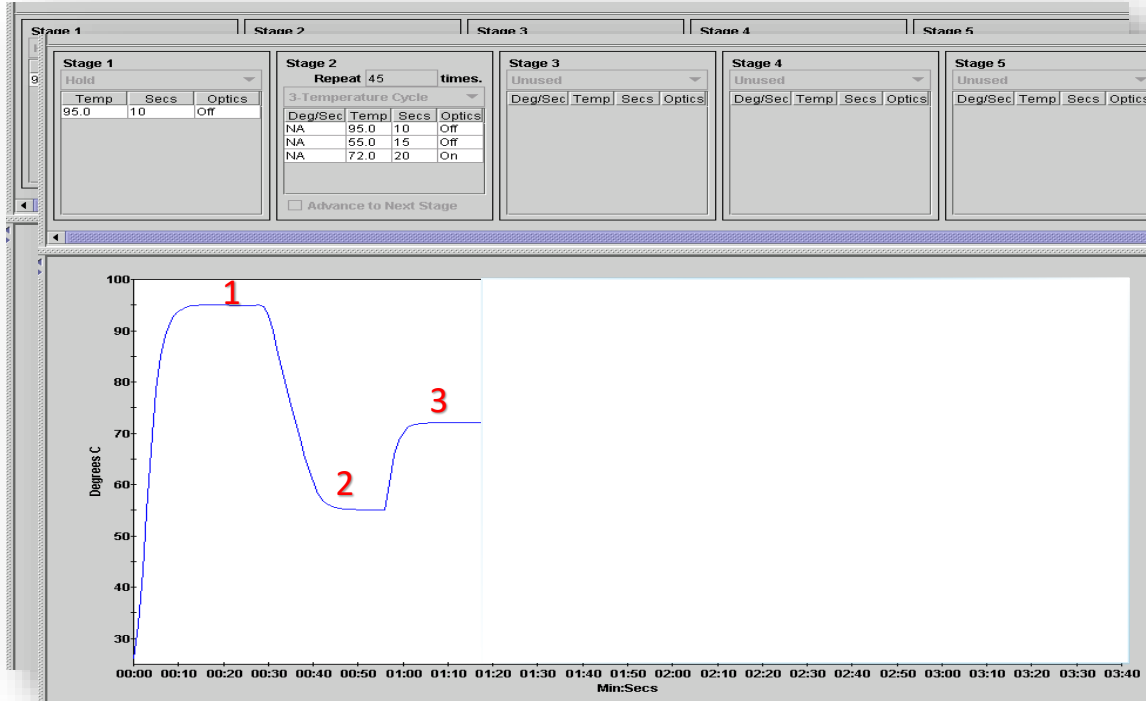 Stage 1 Stage 2 Stage 3 Stage 4 Stage 5
9
Stage 1
Hold
Temp Secs Optics
95.0 10 Off
Stage 2
Repeat 45 times.
3-Temperature Cycle
Deg/Sec Temp Secs Optics
NA 95.0 10 Off
NA 55.0 15 Off
NA 72.0 20 On
Advance to Next Stage
Stage 3
Unused
Deg/Sec Temp Secs Optics
Stage 4
Unused
Deg/Sec Temp Secs Optics
Stage 5
Unused
Deg/Sec Temp Secs Optics
100
90
80
70
60
50
40
30
Degrees C
1
2
3
00:00 00:10 00:20 00:30 00:40 00:50 01:00 01:10 01:20 01:30 01:40 01:50 02:00 02:10 02:20 02:30 02:40 02:50 03:00 03:10 03:20 03:30 03:40
Min:Secs